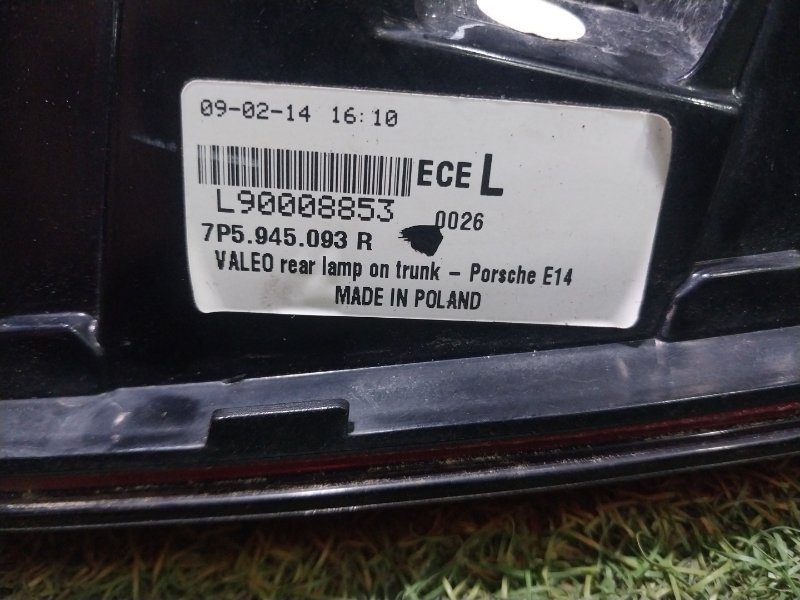 09-02-14 16:10
ECE L
L90008853 0026
7P5.945.093 R
VALEO rear lamp on trunk – Porsche E14
MADE IN POLAND